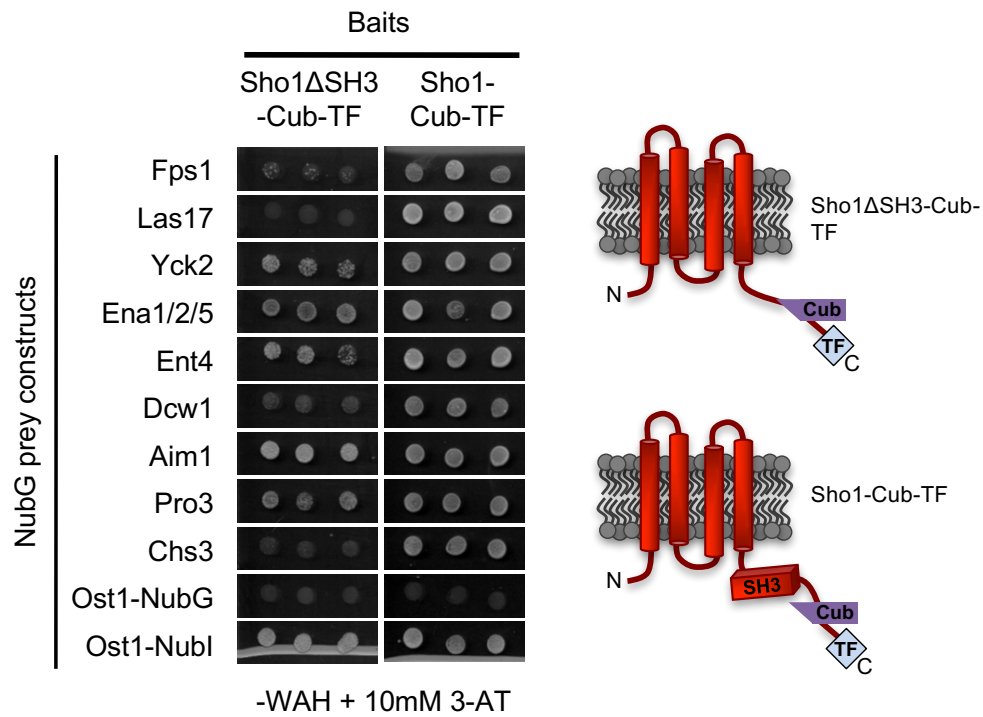 Baits
Sho1ΔSH3
-Cub-TF
Sho1-
Cub-TF
NubG prey constructs
Fps1
Las17
Yck2
Ena1/2/5
Ent4
Dcw1
Aim1
Pro3
Chs3
Ost1-NubG
Ost1-NubI
-WAH + 10mM 3-AT
Sho1ΔSH3-Cub-
TF
N
Cub
TF
C
Sho1-Cub-TF
N
SH3
Cub
TF
C